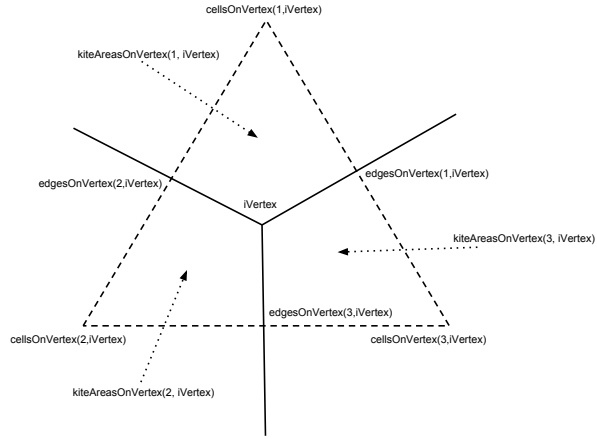 cellsOnVertex(1,iVertex)
kiteAreasOnVertex(1, iVertex)
edgesOnVertex(1,iVertex)
edgesOnVertex(2,iVertex)
iVertex
kiteAreasOnVertex(3, iVertex)
edgesOnVertex(3,iVertex)
cellsOnVertex(2,iVertex)
cellsOnVertex(3,iVertex)
kiteAreasOnVertex(2, iVertex)